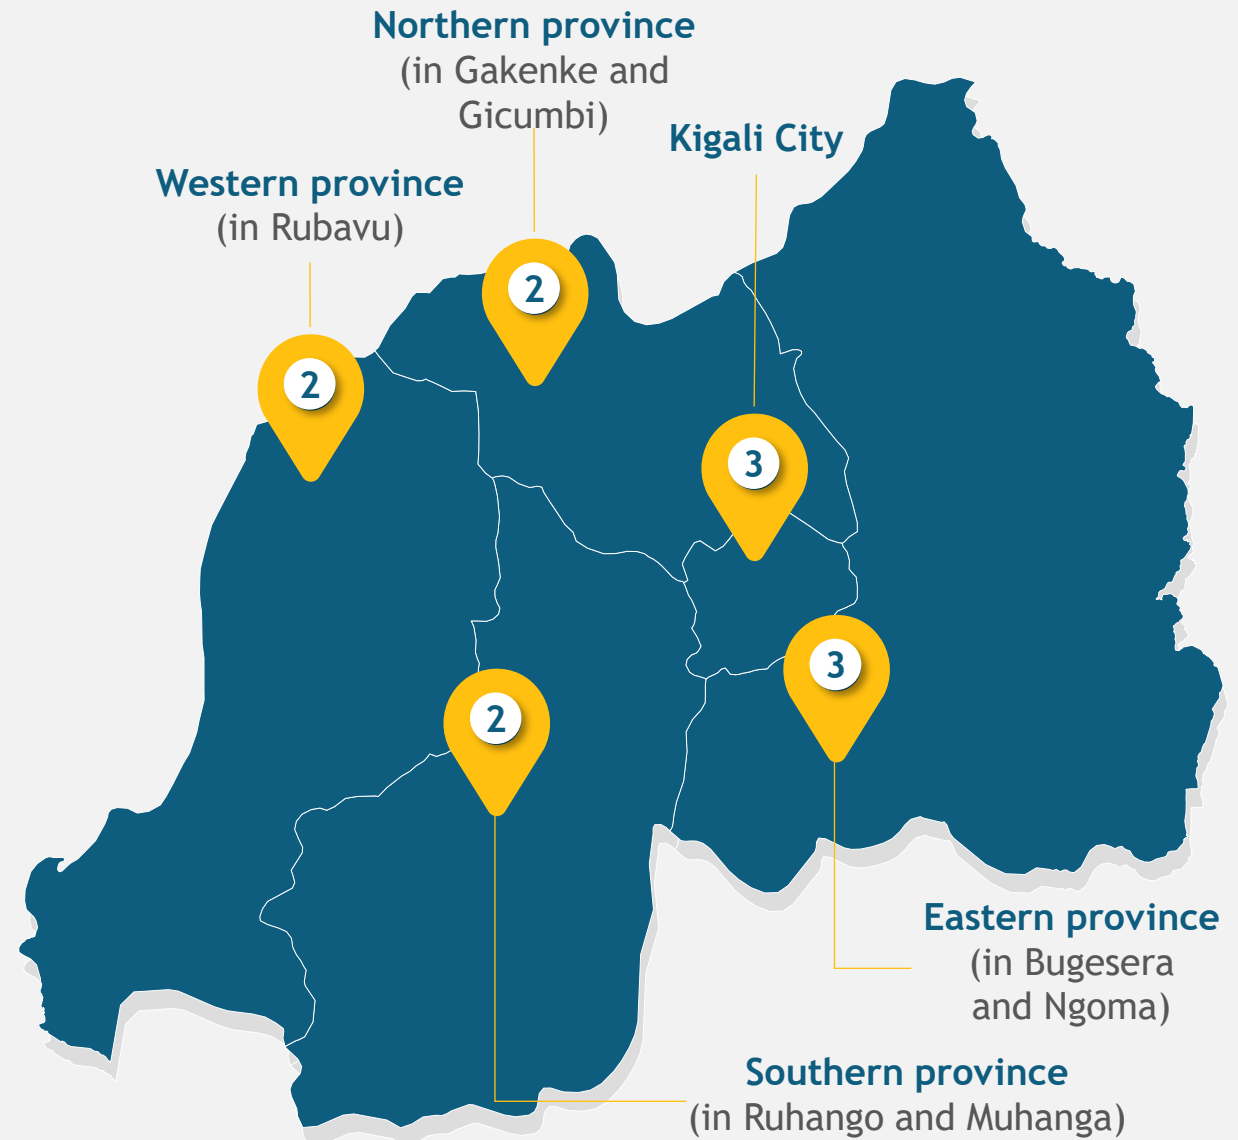 Northern province
(in Gakenke and
Gicumbi)
Kigali City
Western province
(in Rubavu)
2
2
3
3
2
Eastern province
(in Bugesera
and Ngoma)
Southern province
(in Ruhango and Muhanga)